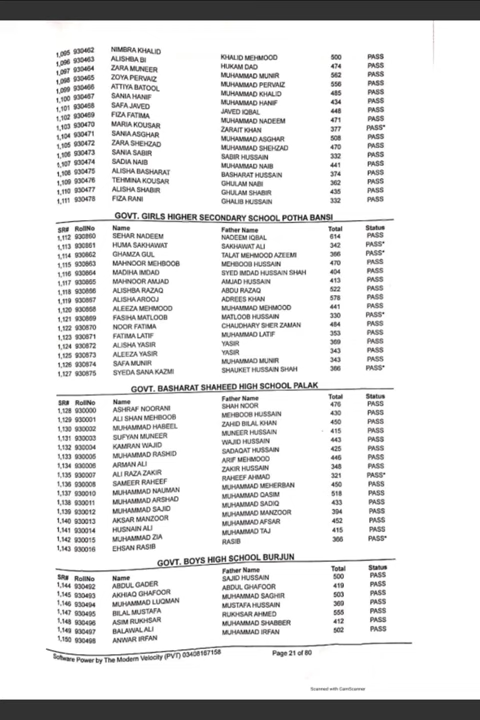 1,095 930462 NIMBRA KHALID KHALID MEHMOOD 500 PASS
1,096 930463 ALISHBA BI HUKAM DAD 474 PASS
1,097 930464 ZARA MUNEER MUHAMMAD MUNIR 562 PASS
1,098 930465 ZOYA PERVAIZ MUHAMMAD PERVAIZ 556 PASS
1,099 930466 ATTIYA BATOOL MUHAMMAD KHALID 485 PASS
1,100 930467 SANIA HANIF MUHAMMAD HANIF 434 PASS
1,101 930468 SAFA JAVED JAVED IQBAL 448 PASS
1,102 930469 FIZA FATIMA MUHAMMAD NADEEM 471 PASS
1,103 930470 MARIA KOUSAR ZARAIT KHAN 377 PASS*
1,104 930471 SANIA ASGHAR MUHAMMAD ASGHAR 508 PASS
1,105 930472 ZARA SHEHZAD MUHAMMAD SHEHZAD 470 PASS
1,106 930473 SANIA SABIR SABIR HUSSAIN 332 PASS
1,107 930474 SADIA NAIB MUHAMMAD NAIB 441 PASS
1,108 930475 ALISHA BASHARAT BASHARAT HUSSAIN 374 PASS
1,109 930476 TEHMINA KOUSAR GHULAM NABI 362 PASS
1,110 930477 ALISHA SHABIR GHULAM SHABIR 435 PASS
1,111 930478 FIZA RANI GHALIB HUSSAIN 332 PASS
GOVT. GIRLS HIGHER SECONDARY SCHOOL POTHA BANSI
SR# RollNo Name Father Name Total Status
1,112 930860 SEHAR NADEEM NADEEM IQBAL 614 PASS
1,113 930861 HUMA SAKHAWAT SAKHAWAT ALI 342 PASS*
1,114 930862 GHAMZA GUL TALAT MEHMOOD AZEEMI 366 PASS*
1,115 930863 MAHNOOR MEHBOOB MEHBOOB HUSSAIN 470 PASS
1,116 930864 MADIHA IMDAD SYED IMDAD HUSSAIN SHAH 404 PASS
1,117 930865 MAHNOOR AMJAD AMJAD HUSSAIN 413 PASS
1,118 930866 ALISHBA RAZAQ ABDU RAZAQ 522 PASS
1,119 930867 ALISHA AROOJ ADREES KHAN 578 PASS
1,120 930868 ALEEZA MEHMOOD MUHAMMAD MEHMOOD 441 PASS
1,121 930869 FASIHA MATLOOB MATLOOB HUSSAIN 330 PASS*
1,122 930870 NOOR FATIMA CHAUDHARY SHER ZAMAN 484 PASS
1,123 930871 FATIMA LATIF MUHAMMAD LATIF 353 PASS
1,124 930872 ALISHA YASIR YASIR 369 PASS
1,125 930873 ALEEZA YASIR YASIR 343 PASS
1,126 930874 SAFA MUNIR MUHAMMAD MUNIR 343 PASS
1,127 930875 SYEDA SANA KAZMI SHAUKET HUSSAIN SHAH 366 PASS*
GOVT. BASHARAT SHAHEED HIGH SCHOOL PALAK
SR# RollNo Name Father Name Total Status
1,128 930000 ASHRAF NOORANI SHAH NOOR 476 PASS
1,129 930001 ALI SHAN MEHBOOB MEHBOOB HUSSAIN 430 PASS
1,130 930002 MUHAMMAD HABEEL ZAHID BILAL KHAN 450 PASS
1,131 930003 SUFYAN MUNEER MUNEER HUSSAIN 415 PASS
1,132 930004 KAMRAN WAJID WAJID HUSSAIN 443 PASS
1,133 930005 MUHAMMAD RASHID SADAQAT HUSSAIN 425 PASS
1,134 930006 ARMAN ALI ARIF MEHMOOD 446 PASS
1,135 930007 ALI RAZA ZAKIR ZAKIR HUSSAIN 348 PASS
1,136 930008 SAMEER RAHEEF RAHEEF AHMAD 321 PASS*
1,137 930010 MUHAMMAD NAUMAN MUHAMMAD MEHERBAN 450 PASS
1,138 930011 MUHAMMAD ARSHAD MUHAMMAD QASIM 518 PASS
1,139 930012 MUHAMMAD SAJID MUHAMMAD SADIQ 433 PASS
1,140 930013 AKSAR MANZOOR MUHAMMAD MANZOOR 394 PASS
1,141 930014 HUSNAIN ALI MUHAMMAD AFSAR 452 PASS
1,142 930015 MUHAMMAD ZIA MUHAMMAD TAJ 415 PASS
1,143 930016 EHSAN RASIB RASIB 366 PASS*
GOVT. BOYS HIGH SCHOOL BURJUN
SR# RollNo Name Father Name Total Status
1,144 930492 ABDUL GADER SAJID HUSSAIN 500 PASS
1,145 930493 AKHIAQ GHAFOOR ABDUL GHAFOOR 419 PASS
1,146 930494 MUHAMMAD LUQMAN MUHAMMAD SAGHIR 503 PASS
1,147 930495 BILAL MUSTAFA MUSTAFA HUSSAIN 369 PASS
1,148 930496 ASIM RUKHSAR RUKHSAR AHMED 555 PASS
1,149 930497 BALAWAL ALI MUHAMMAD SHABBER 412 PASS
1,150 930498 ANWAR IRFAN MUHAMMAD IRFAN 502 PASS
Software Power by The Modern Velocity (PVT) 03408187158 Page 21 of 80
Scanned with CamScanner